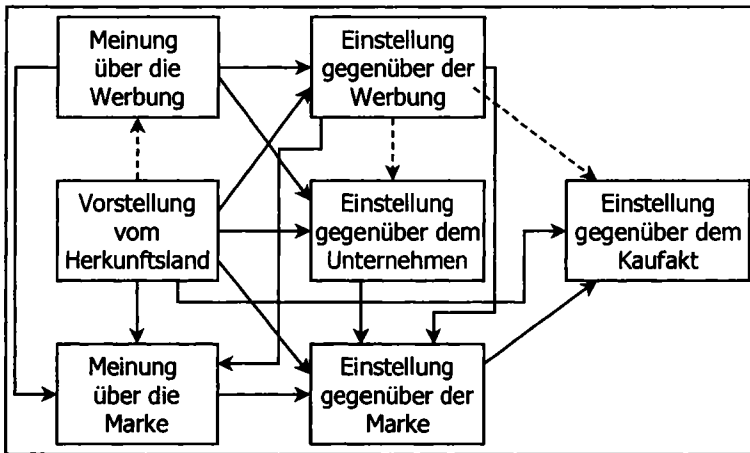 Meinung
über die
Werbung
Einstellung
gegenüber der
Werbung
Vorstellung
vom
Herkunftsland
Einstellung
gegenüber dem
Unternehmen
Einstellung
gegenüber dem
Kaufakt
Meinung
über die
Marke
Einstellung
gegenüber der
Marke